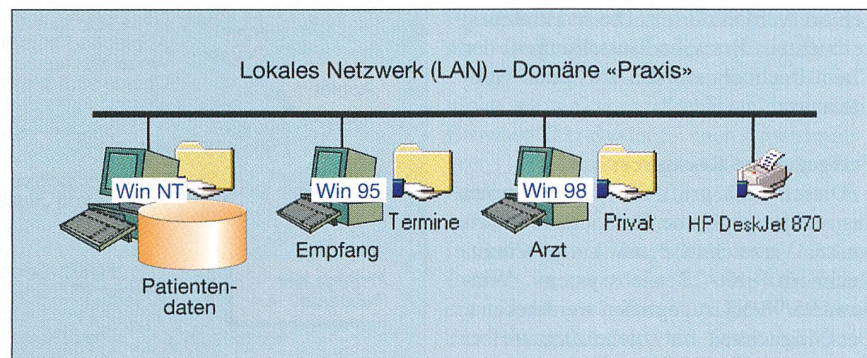 Lokales Netzwerk (LAN) – Domäne «Praxis»
Win NT
Win 95
Termine
Win 98
Privat
HP DeskJet 870
Empfang
Arzt
Patienten-
daten